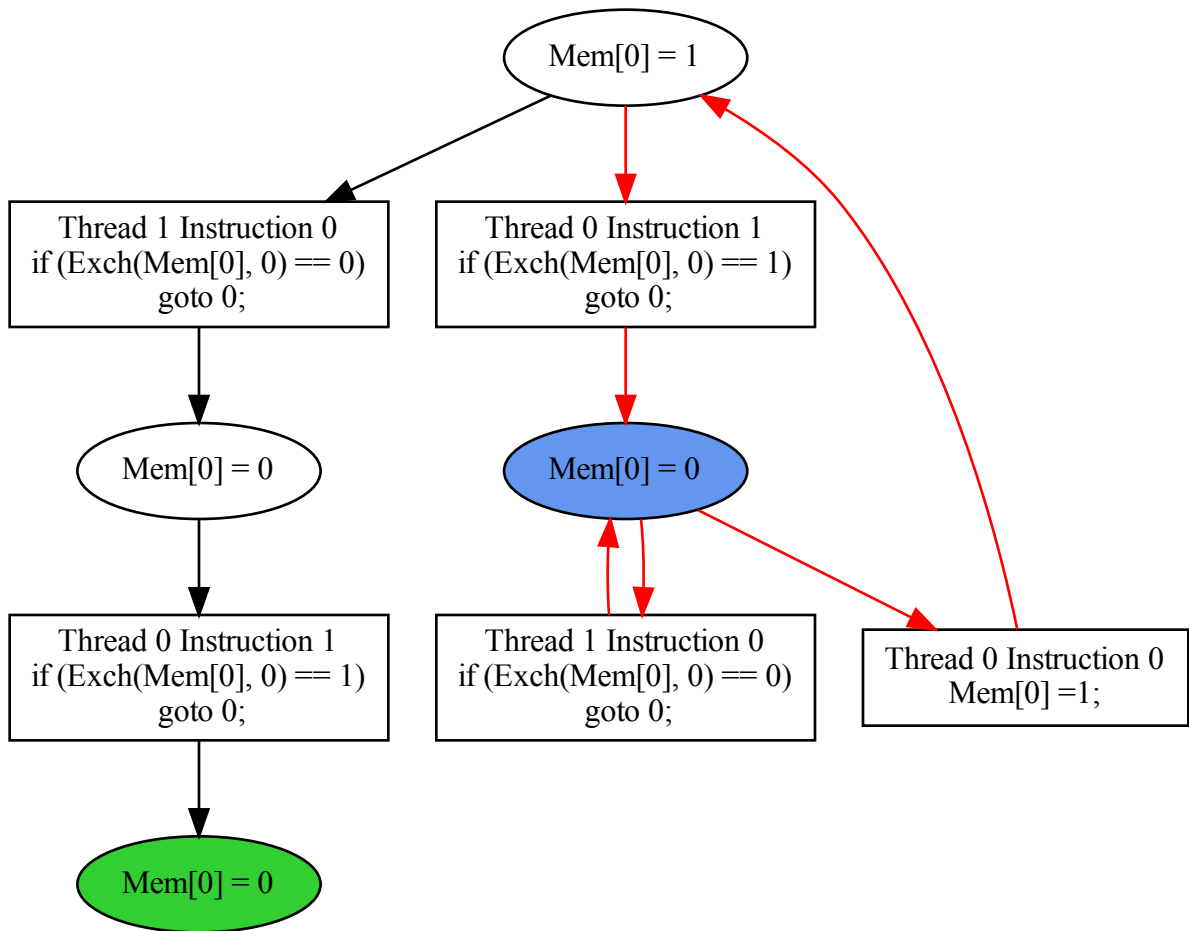 Mem[0] = 1
Thread 1 Instruction 0
if (Exch(Mem[0], 0) == 0)
goto 0;
Thread 0 Instruction 1
if (Exch(Mem[0], 0) == 1)
goto 0;
Mem[0] = 0
Mem[0] = 0
Thread 0 Instruction 1
if (Exch(Mem[0], 0) == 1)
goto 0;
Thread 1 Instruction 0
if (Exch(Mem[0], 0) == 0)
goto 0;
Thread 0 Instruction 0
Mem[0] =1;
Mem[0] = 0